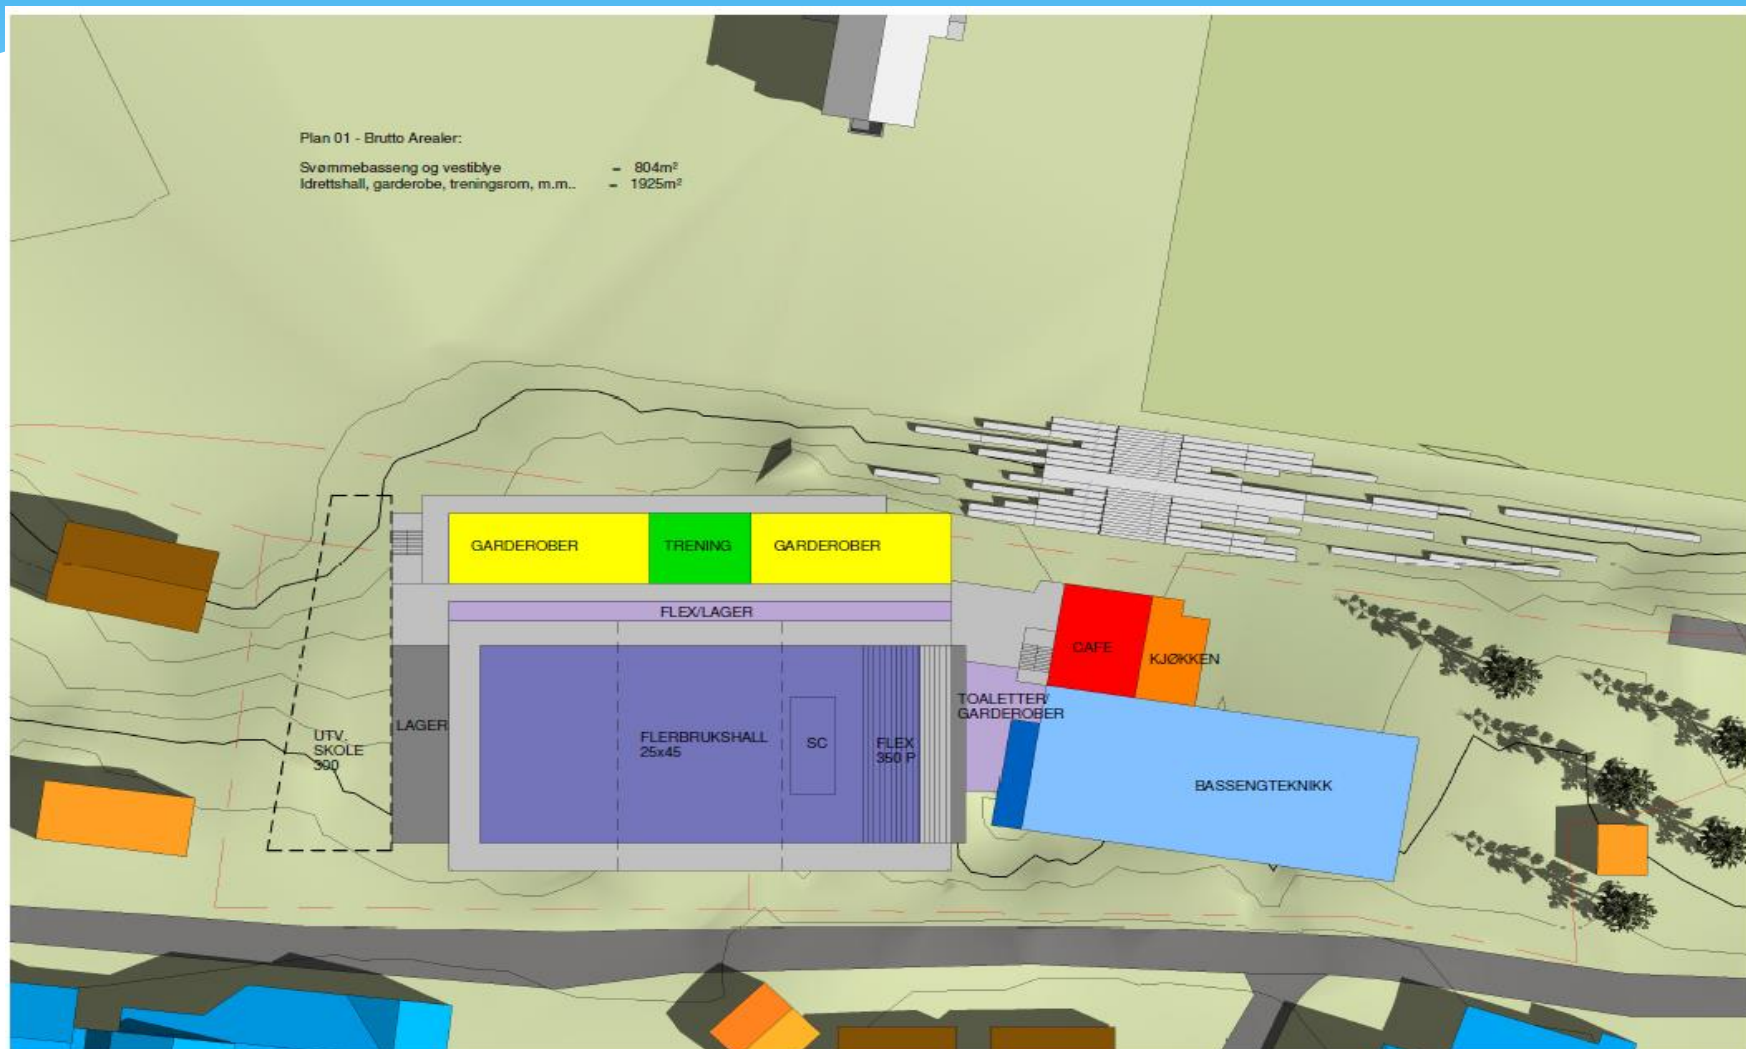 Plan 01 - Brutto Arealer:
Svømmebasseng og vestiblye - 804m²
Idrettshall, garderobe, treningsrom, m.m.. - 1925m²
GARDEROBER
TRENING
GARDEROBER
FLEX/LAGER
CAFE
KJØKKEN
TOALETTER/
GARDEROBER
LAGER
UTV.
SKOLE
300
FLERBRUKSHALL
25x45
SC
FLEX
350 P
BASSENGTEKNIKK